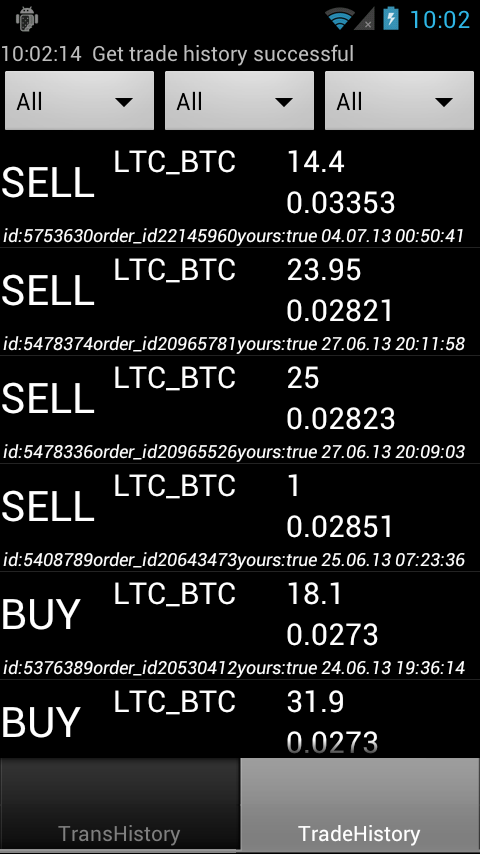 10:02
10:02:14 Get trade history successful
All All All
SELL LTC_BTC 14.4
0.03353
id:5753630order_id22145960yours:true 04.07.13 00:50:41
SELL LTC_BTC 23.95
0.02821
id:5478374order_id20965781yours:true 27.06.13 20:11:58
SELL LTC_BTC 25
0.02823
id:5478336order_id20965526yours:true 27.06.13 20:09:03
SELL LTC_BTC 1
0.02851
id:5408789order_id20643473yours:true 25.06.13 07:23:36
BUY LTC_BTC 18.1
0.0273
id:5376389order_id20530412yours:true 24.06.13 19:36:14
BUY LTC_BTC 31.9
0.0273
TransHistory TradeHistory